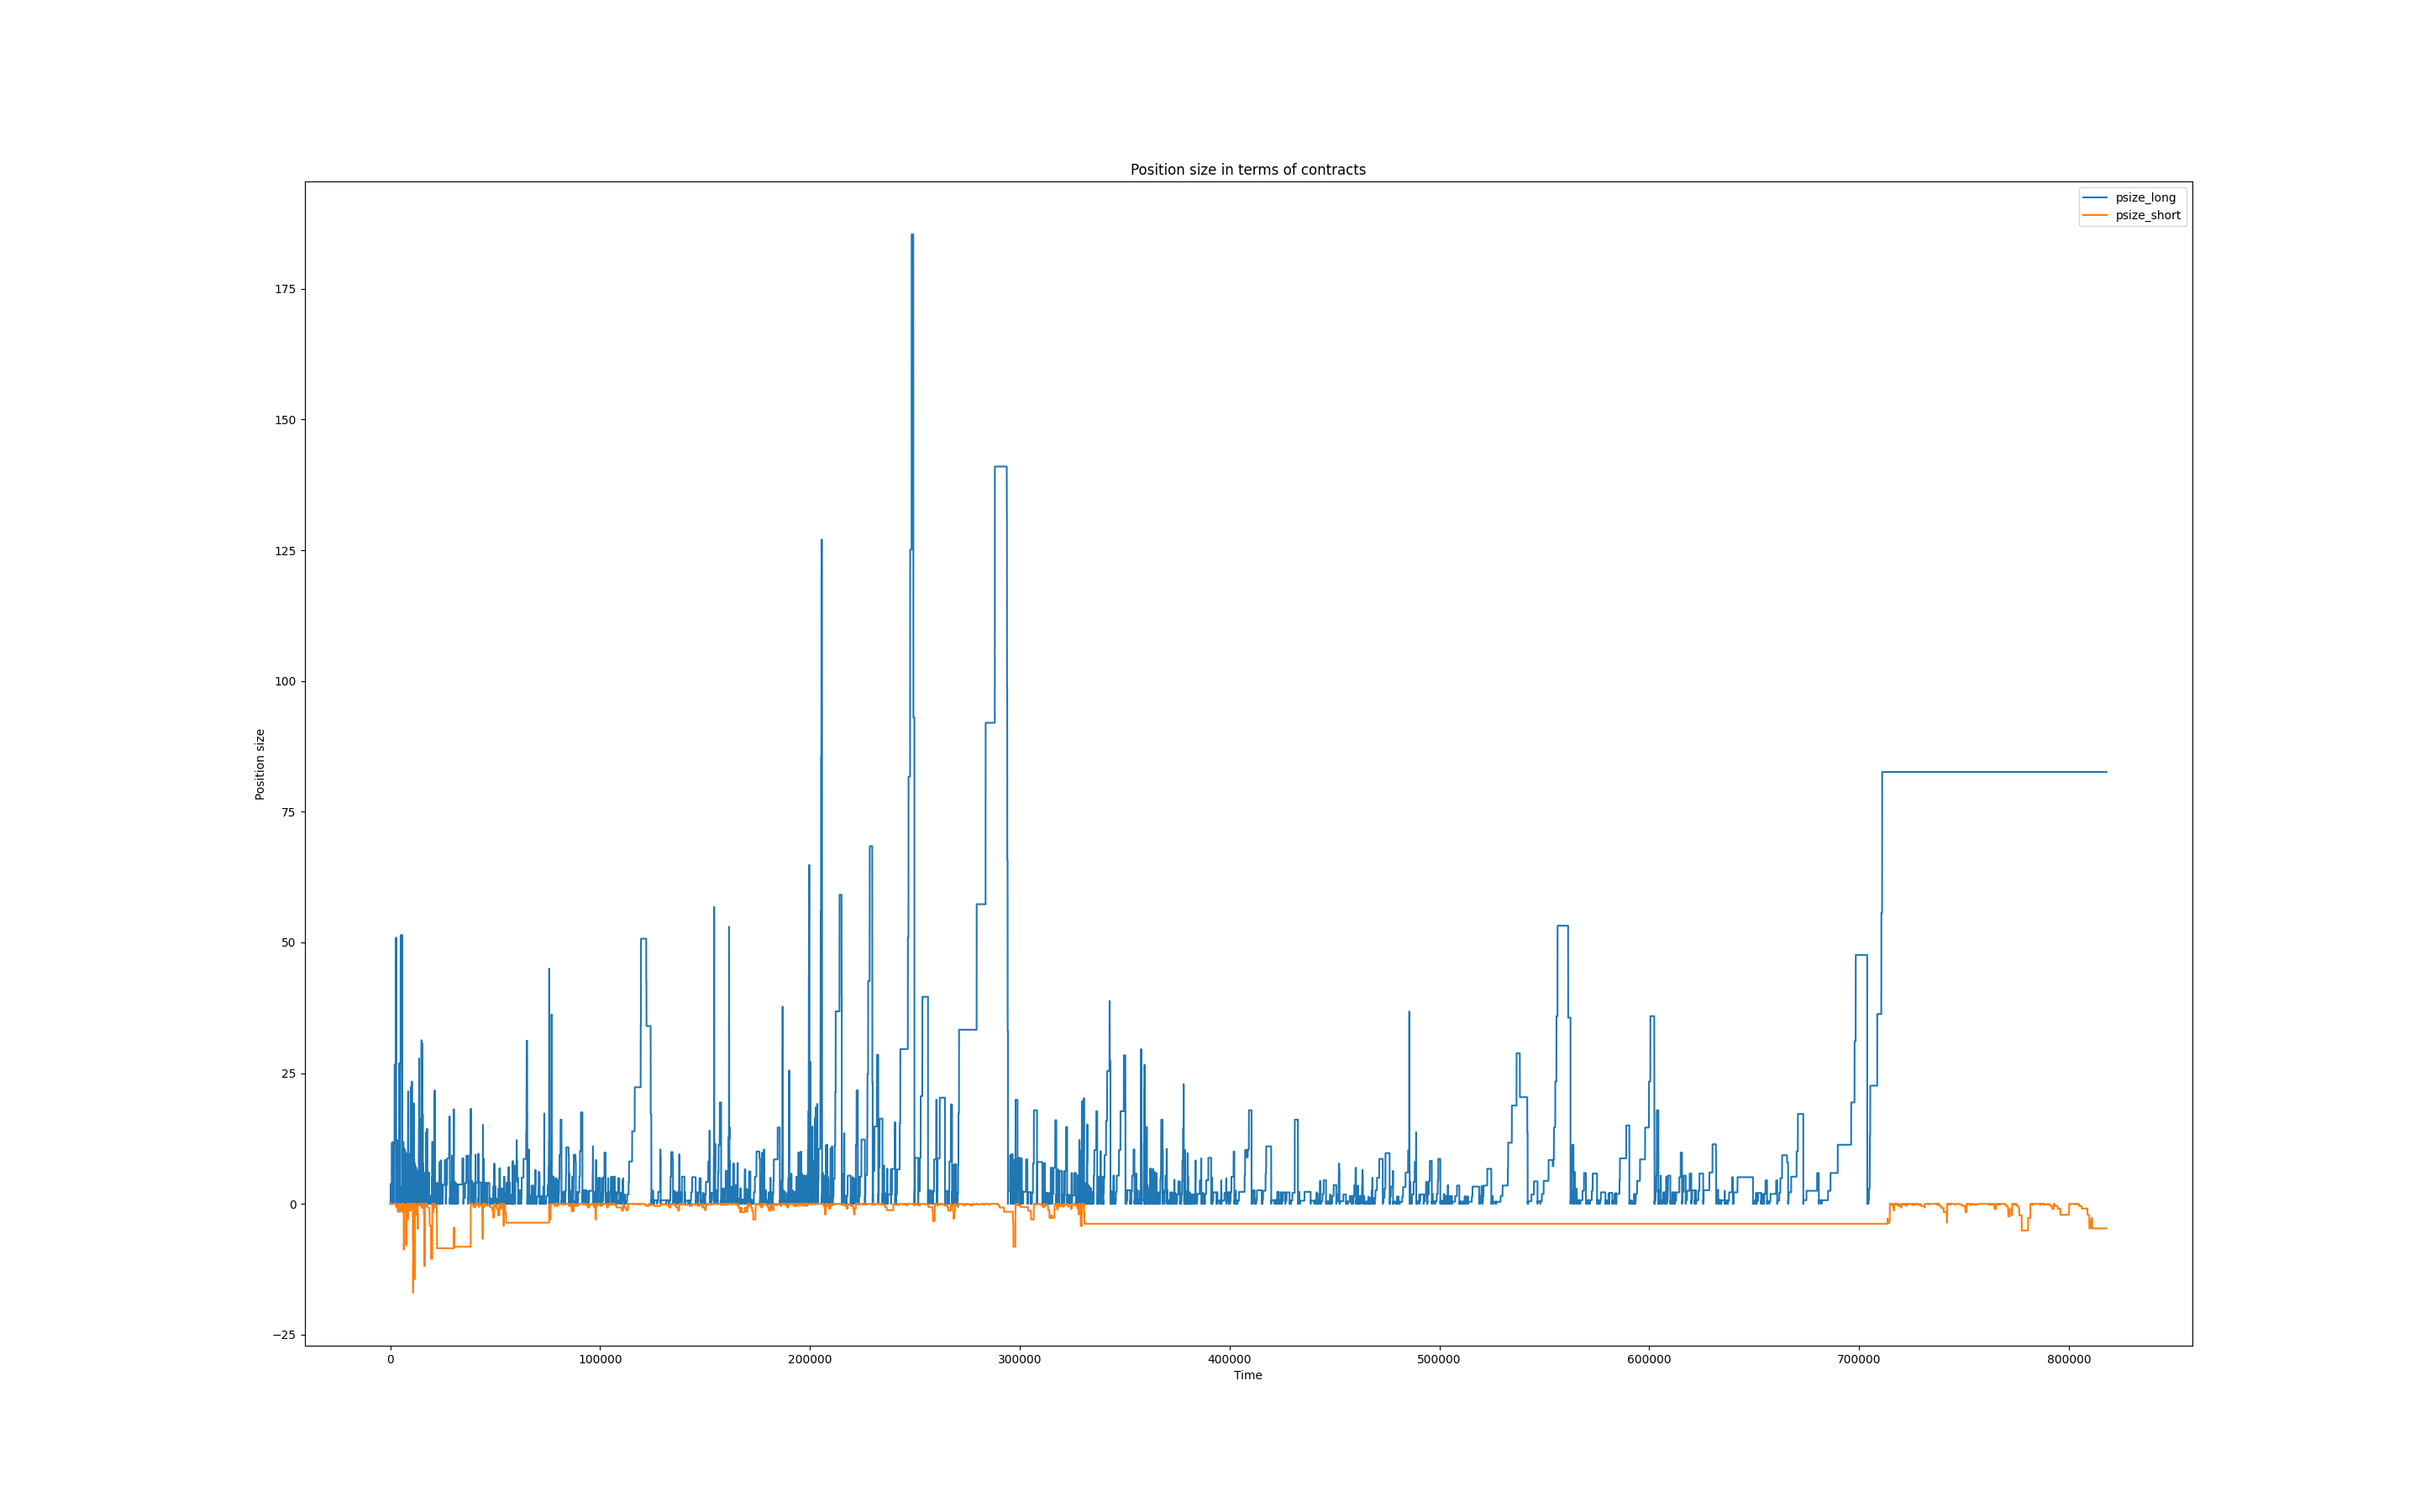 Position size in terms of contracts
psize_long
psize_short
175
150
125
100
75
50
25
0
−25
Position size
0 100000 200000 300000 400000 500000 600000 700000 800000
Time